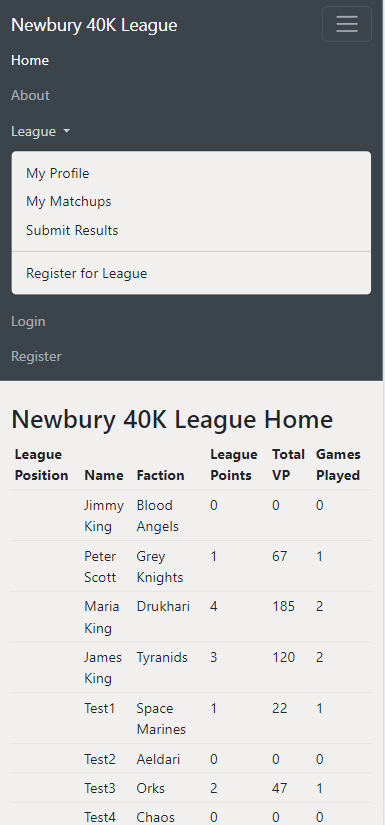 Newbury 40K League
Home
About
League
My Profile
My Matchups
Submit Results
Register for League
Login
Register
Newbury 40K League Home
League Position Name Faction League Points Total VP Games Played
Jimmy King Blood Angels 0 0 0
Peter Scott Grey Knights 1 67 1
Maria King Drukhari 4 185 2
James King Tyranids 3 120 2
Test1 Space Marines 1 22 1
Test2 Aeldari 0 0 0
Test3 Orks 2 47 1
Test4 Chaos 0 0 0